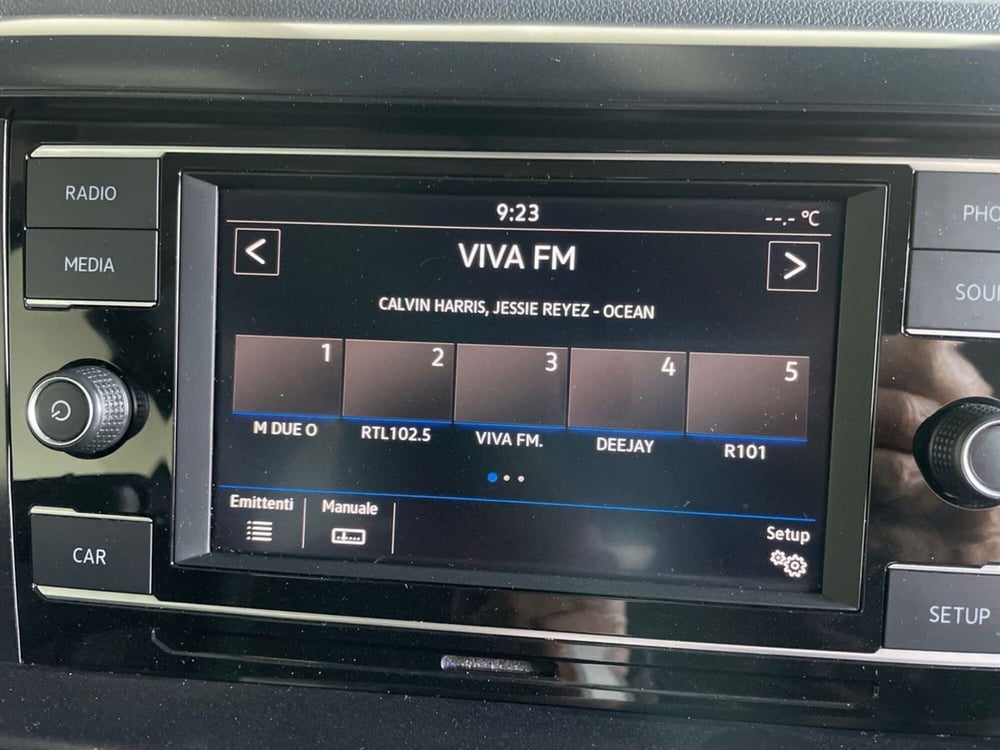 RADIO
MEDIA
CAR
9:23
--.- °C
<
VIVA FM
>
CALVIN HARRIS, JESSIE REYEZ - OCEAN
1 2 3 4 5
M DUE O RTL102.5 VIVA FM. DEEJAY R101
Emittenti Manuale Setup
PHO
SOUN
SETUP